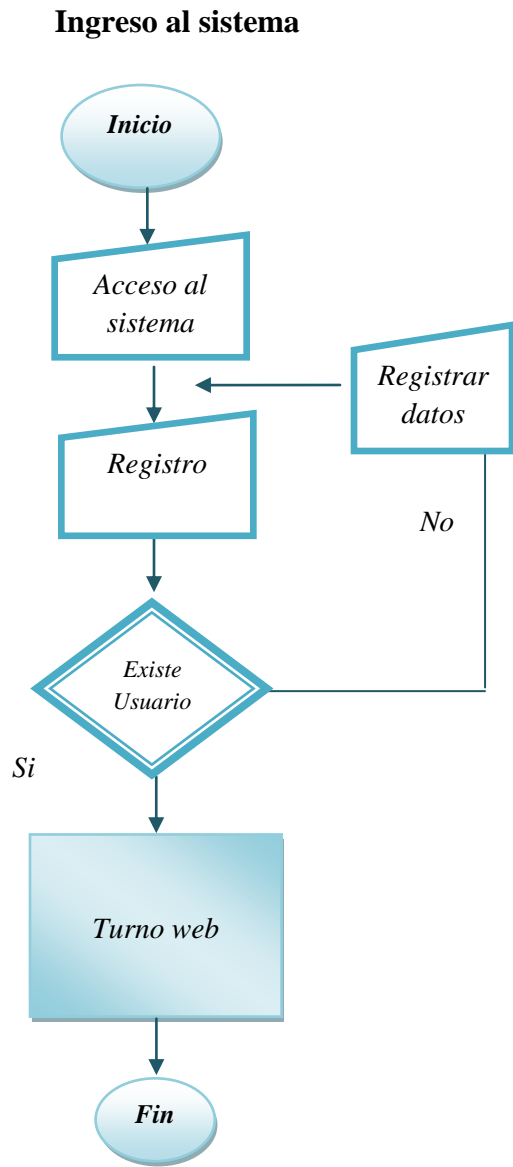 Ingreso al sistema
Inicio
Acceso al
sistema
Registrar
datos
Registro
No
Existe
Usuario
Si
Turno web
Fin